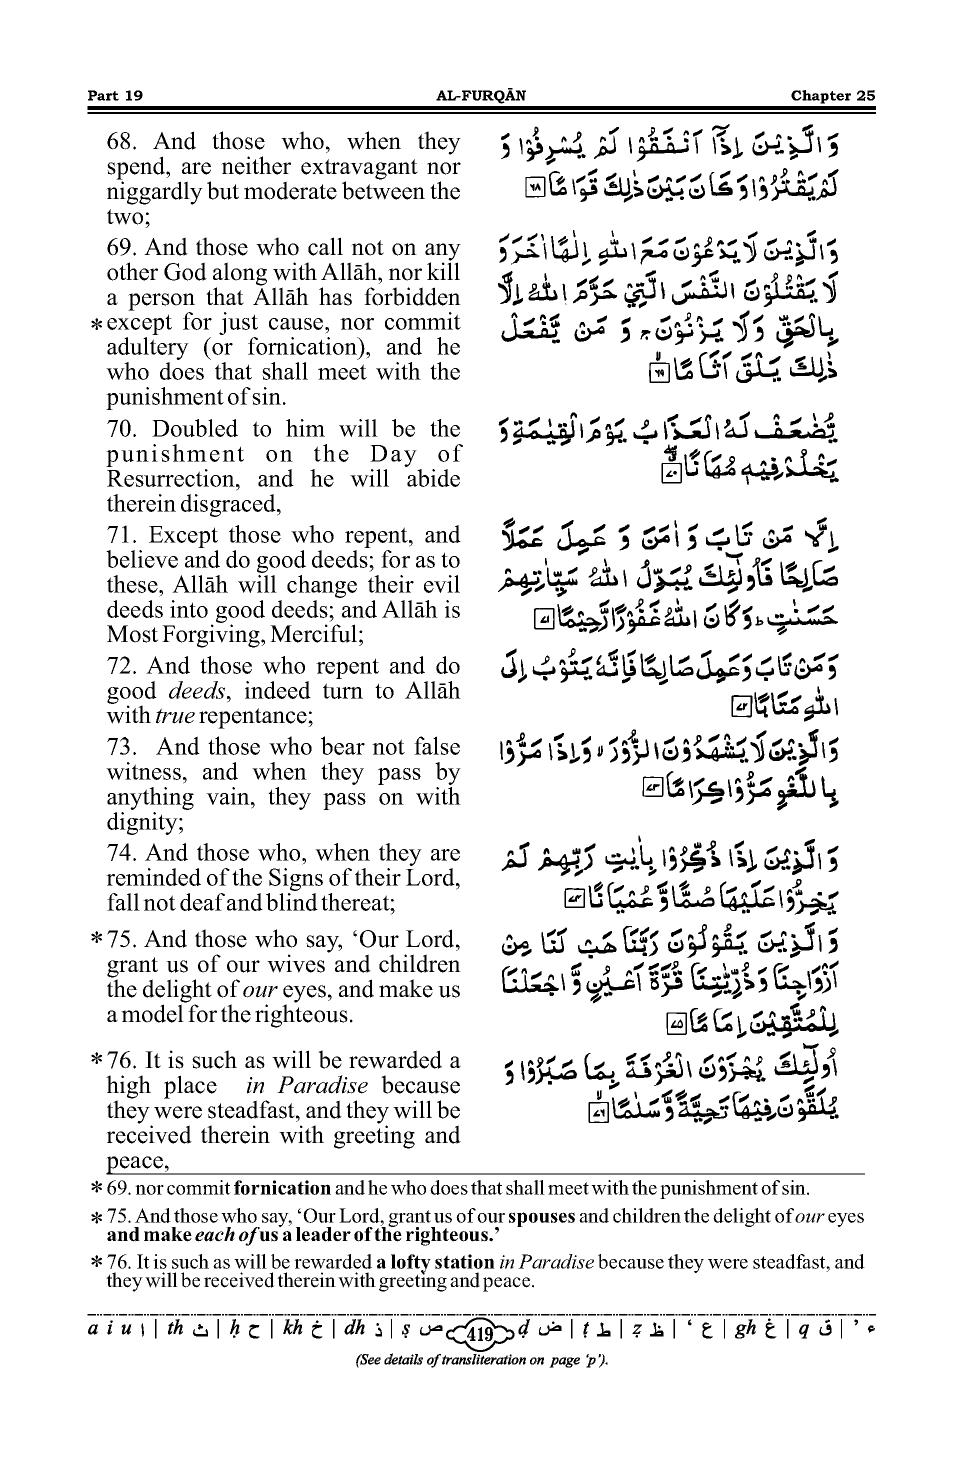 Part 19 AL-FURQĀN Chapter 25
68. And those who, when they
spend, are neither extravagant nor
niggardly but moderate between the
two;
وَالَّذِيْنَ اِذَاۤ اَنْفَقُوْا لَمْ يُسْرِفُوْا وَ
لَمْ يَقْتُرُوْا وَكَانَ بَيْنَ ذٰلِكَ قَوَامًا ۶۸
69. And those who call not on any
other God along with Allāh, nor kill
a person that Allāh has forbidden
*except for just cause, nor commit
adultery (or fornication), and he
who does that shall meet with the
punishment of sin.
وَالَّذِيْنَ لَا يَدْعُوْنَ مَعَ اللّٰهِ اِلٰهًا اٰخَرَ وَ
لَا يَقْتُلُوْنَ النَّفْسَ الَّتِيْ حَرَّمَ اللّٰهُ اِلَّا
بِالْحَقِّ وَلَا يَزْنُوْنَ ۚ وَ مَنْ يَّفْعَلْ
ذٰلِكَ يَلْقَ اَثَامًا ۶۹
70. Doubled to him will be the
punishment on the Day of
Resurrection, and he will abide
therein disgraced,
يُّضٰعَفْ لَهُ الْعَذَابُ يَوْمَ الْقِيٰمَةِ وَ
يَخْلُدْ فِيْهٖ مُهَانًا ۷۰
71. Except those who repent, and
believe and do good deeds; for as to
these, Allāh will change their evil
deeds into good deeds; and Allāh is
Most Forgiving, Merciful;
اِلَّا مَنْ تَابَ وَ اٰمَنَ وَ عَمِلَ عَمَلًا
صَالِحًا فَاُولٰٓئِكَ يُبَدِّلُ اللّٰهُ سَيِّاٰتِهِمْ
حَسَنٰتٍ ؕ وَكَانَ اللّٰهُ غَفُوْرًا رَّحِيْمًا ۷۱
72. And those who repent and do
good deeds, indeed turn to Allāh
with true repentance;
وَمَنْ تَابَ وَعَمِلَ صَالِحًا فَاِنَّهٗ يَتُوْبُ اِلَى
اللّٰهِ مَتَابًا ۷۲
73. And those who bear not false
witness, and when they pass by
anything vain, they pass on with
dignity;
وَالَّذِيْنَ لَا يَشْهَدُوْنَ الزُّوْرَ ۙ وَاِذَا مَرُّوْا
بِاللَّغْوِ مَرُّوْا كِرَامًا ۷۳
74. And those who, when they are
reminded of the Signs of their Lord,
fall not deaf and blind thereat;
وَالَّذِيْنَ اِذَا ذُكِّرُوْا بِاٰيٰتِ رَبِّهِمْ لَمْ
يَخِرُّوْا عَلَيْهَا صُمًّا وَّعُمْيَانًا ۷۴
*75. And those who say, ‘Our Lord,
grant us of our wives and children
the delight of our eyes, and make us
a model for the righteous.
وَالَّذِيْنَ يَقُوْلُوْنَ رَبَّنَا هَبْ لَنَا مِنْ
اَزْوَاجِنَا وَذُرِّيّٰتِنَا قُرَّةَ اَعْيُنٍ وَّاجْعَلْنَا
لِلْمُتَّقِيْنَ اِمَامًا ۷۵
*76. It is such as will be rewarded a
high place in Paradise because
they were steadfast, and they will be
received therein with greeting and
peace,
اُولٰٓئِكَ يُجْزَوْنَ الْغُرْفَةَ بِمَا صَبَرُوْا وَ
يُلَقَّوْنَ فِيْهَا تَحِيَّةً وَّسَلٰمًا ۷۶
*69. nor commit fornication and he who does that shall meet with the punishment of sin.
*75. And those who say, ‘Our Lord, grant us of our spouses and children the delight of our eyes
and make each of us a leader of the righteous.’
*76. It is such as will be rewarded a lofty station in Paradise because they were steadfast, and
they will be received therein with greeting and peace.
a i u ا | th ث | ḥ ح | kh خ | dh ذ | ṣ ص 419 ḍ ض | ṭ ط | ẓ ظ | ‘ ع | gh غ | q ق | ’ ء
(See details of transliteration on page ‘p’).